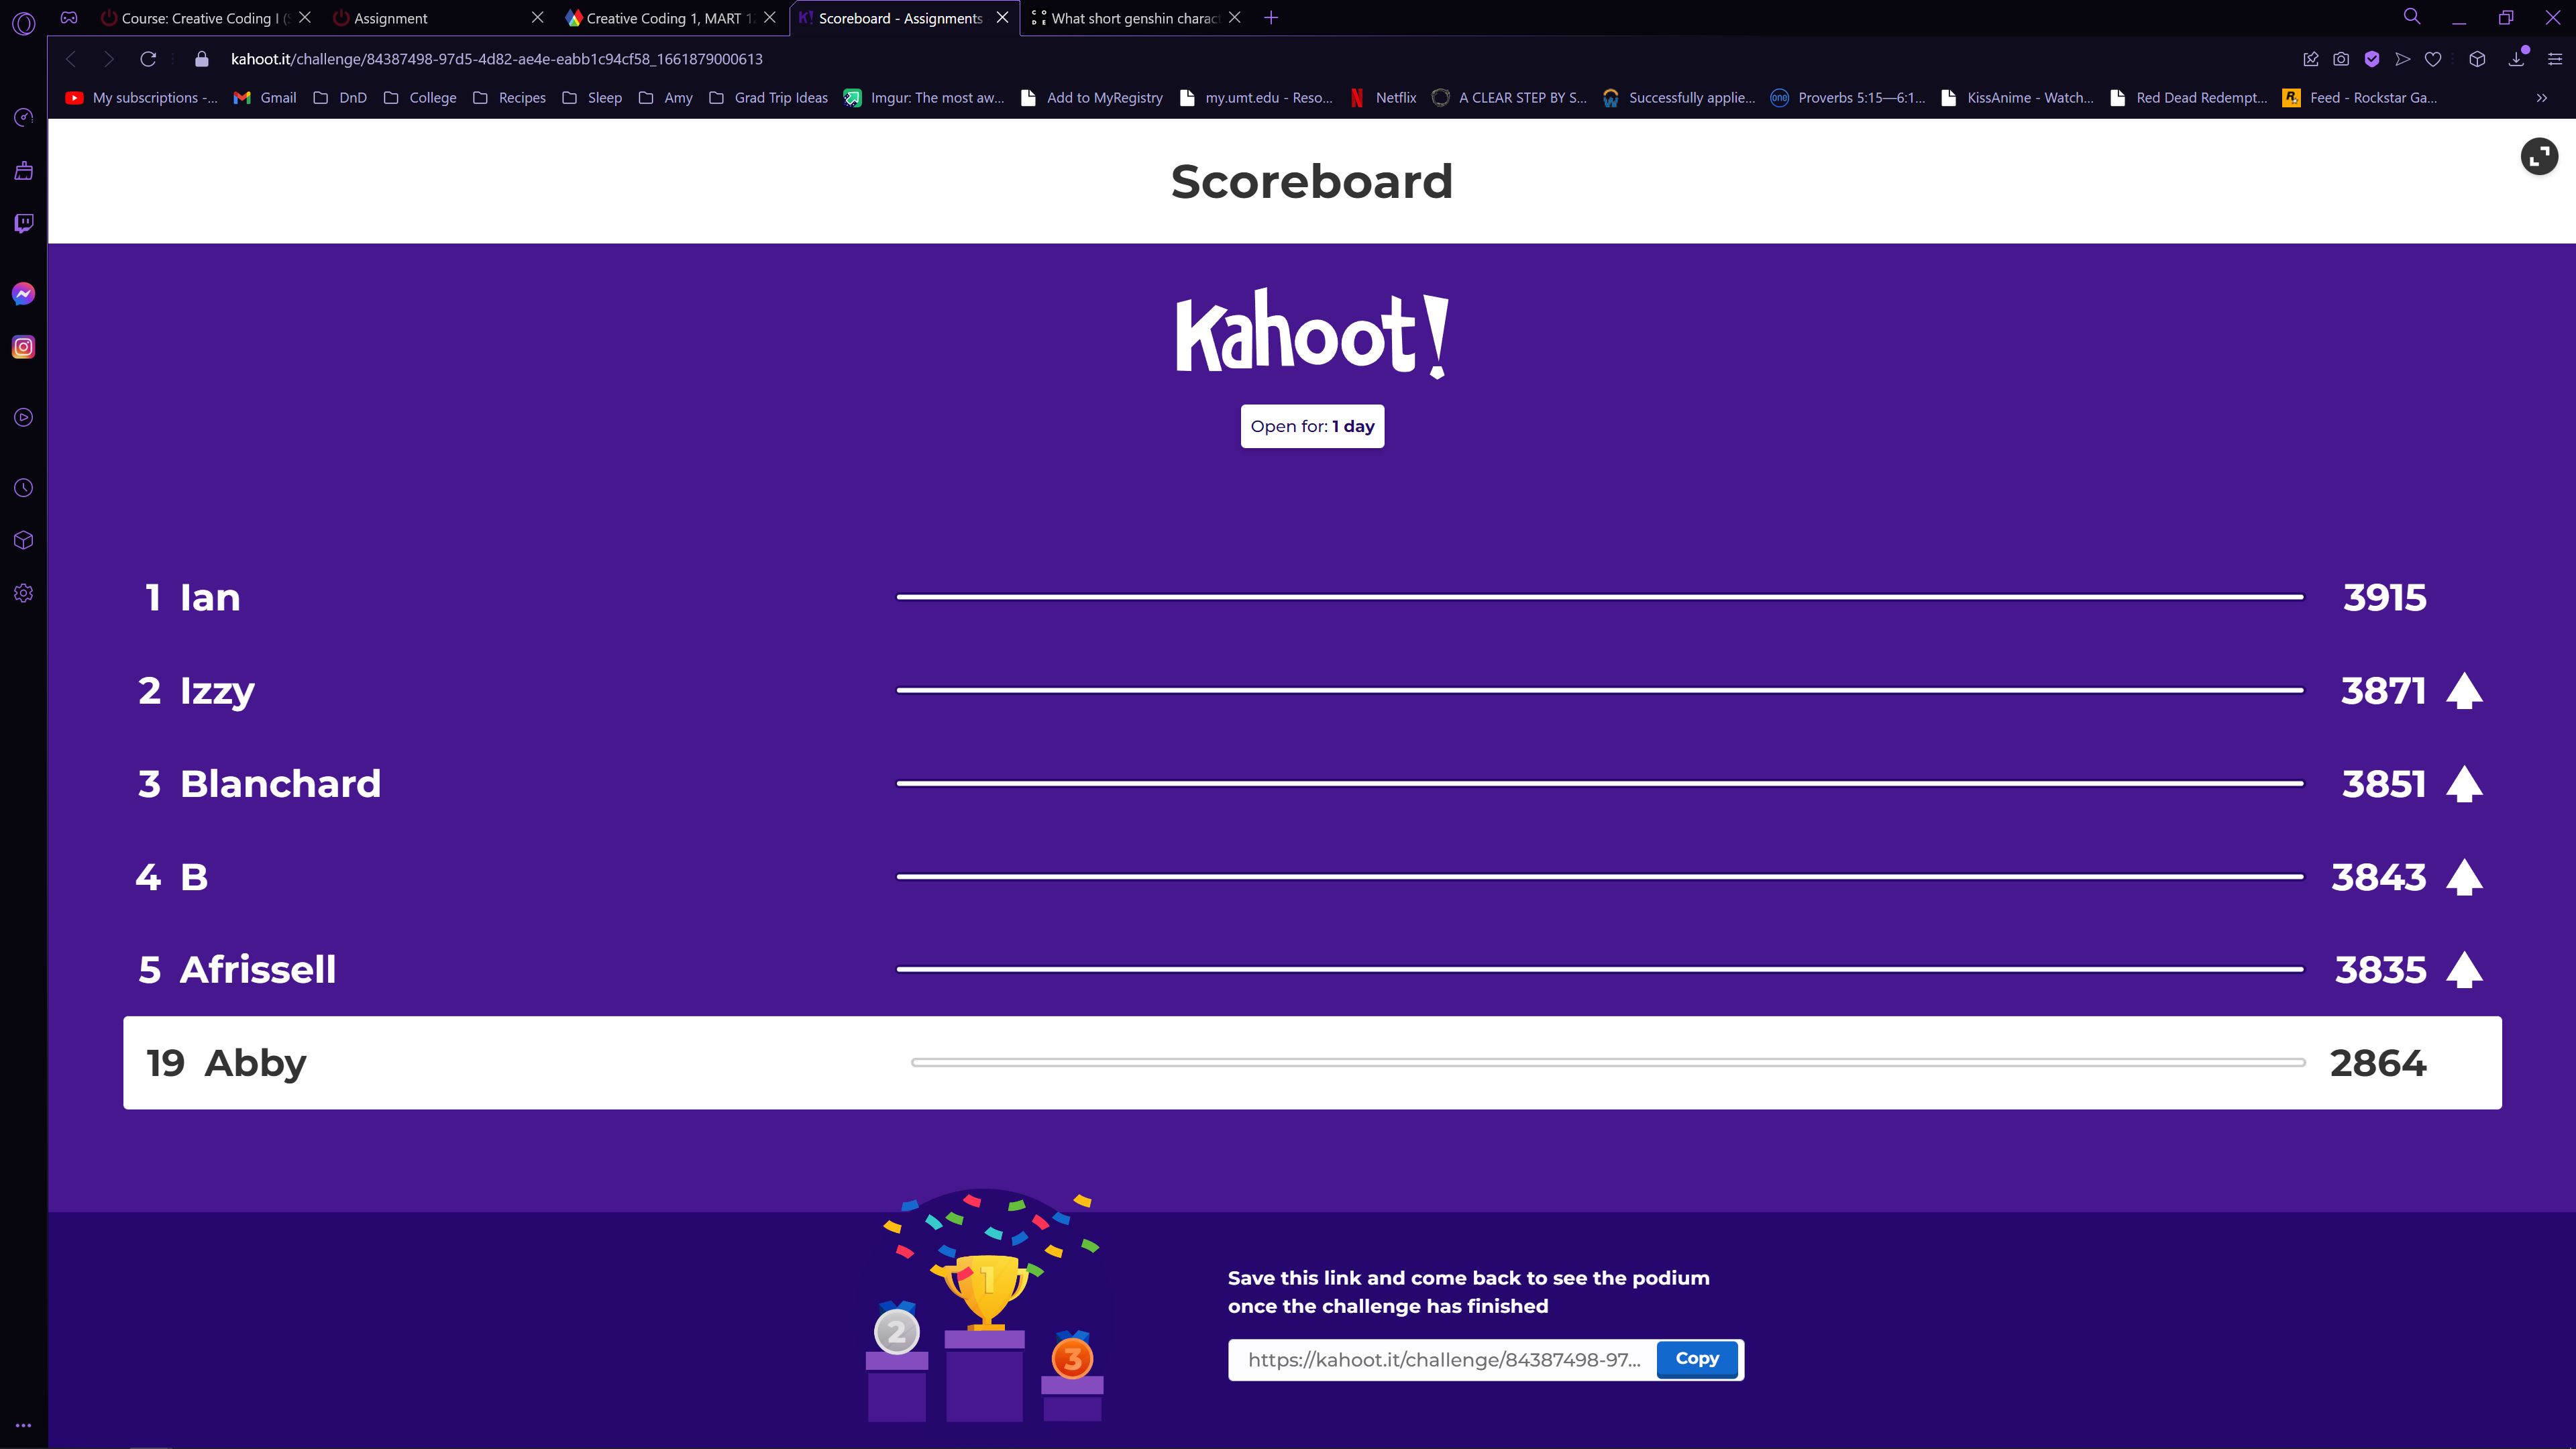 Course: Creative Coding I (
Assignment
Creative Coding 1, MART 1
Scoreboard - Assignments
C O D E
What short genshin charac
kahoot.it/challenge/84387498-97d5-4d82-ae4e-eabb1c94cf58_1661879000613
My subscriptions -... Gmail DnD College Recipes Sleep Amy Grad Trip Ideas Imgur: The most aw... Add to MyRegistry my.umt.edu - Reso... Netflix A CLEAR STEP BY S... Successfully applie... Proverbs 5:15—6:1... KissAnime - Watch... Red Dead Redempt... Feed - Rockstar Ga...
Scoreboard
Kahoot!
Open for: 1 day
1 Ian 3915
2 Izzy 3871
3 Blanchard 3851
4 B 3843
5 Afrissell 3835
19 Abby 2864
1
2
3
Save this link and come back to see the podium
once the challenge has finished
https://kahoot.it/challenge/84387498-97... Copy